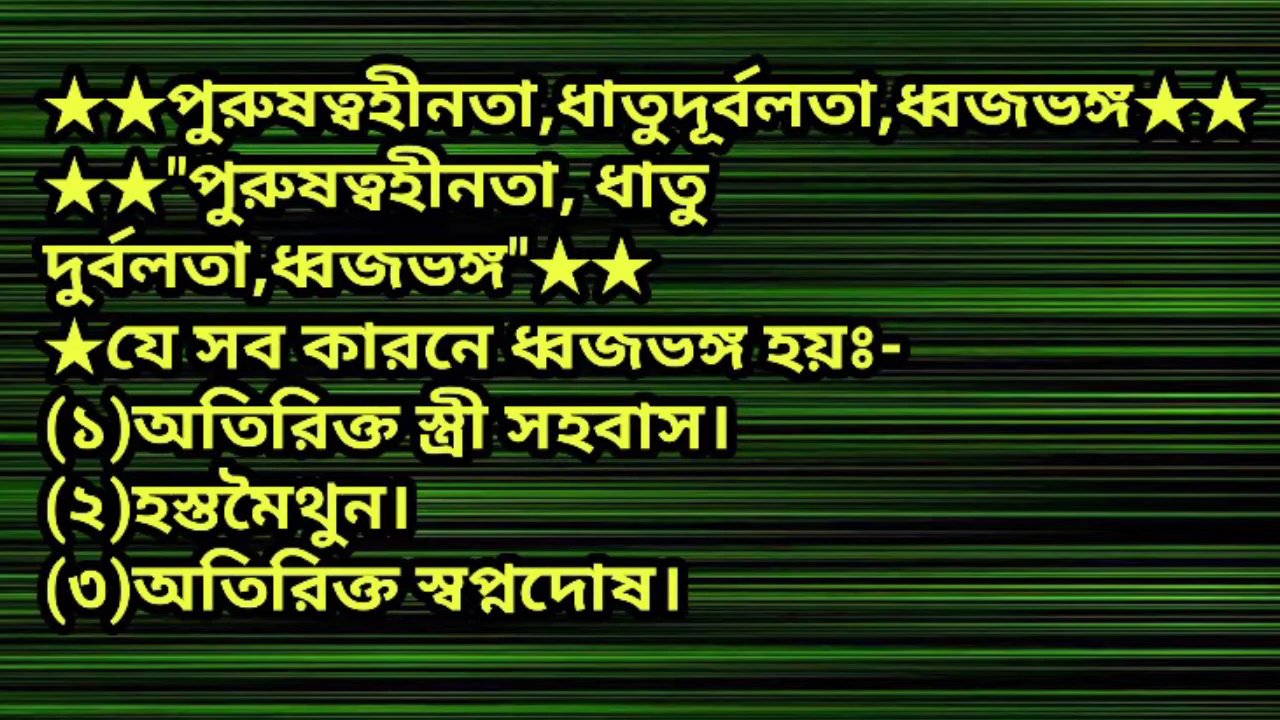 ★★পুরুষত্বহীনতা,ধাতুদূর্বলতা,ধ্বজভঙ্গ★★
★★"পুরুষত্বহীনতা, ধাতু
দুর্বলতা,ধ্বজভঙ্গ"★★
★যে সব কারনে ধ্বজভঙ্গ হয়ঃ-
(১)অতিরিক্ত স্ত্রী সহবাস।
(২)হস্তমৈথুন।
(৩)অতিরিক্ত স্বপ্নদোষ।